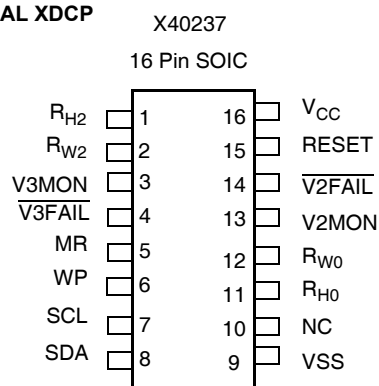 AL XDCP
X40237
16 Pin SOIC
RH2 1 16 VCC
RW2 2 15 RESET
V3MON 3 14 V2FAIL
V3FAIL 4 13 V2MON
MR 5 12 RW0
WP 6 11 RH0
SCL 7 10 NC
SDA 8 9 VSS